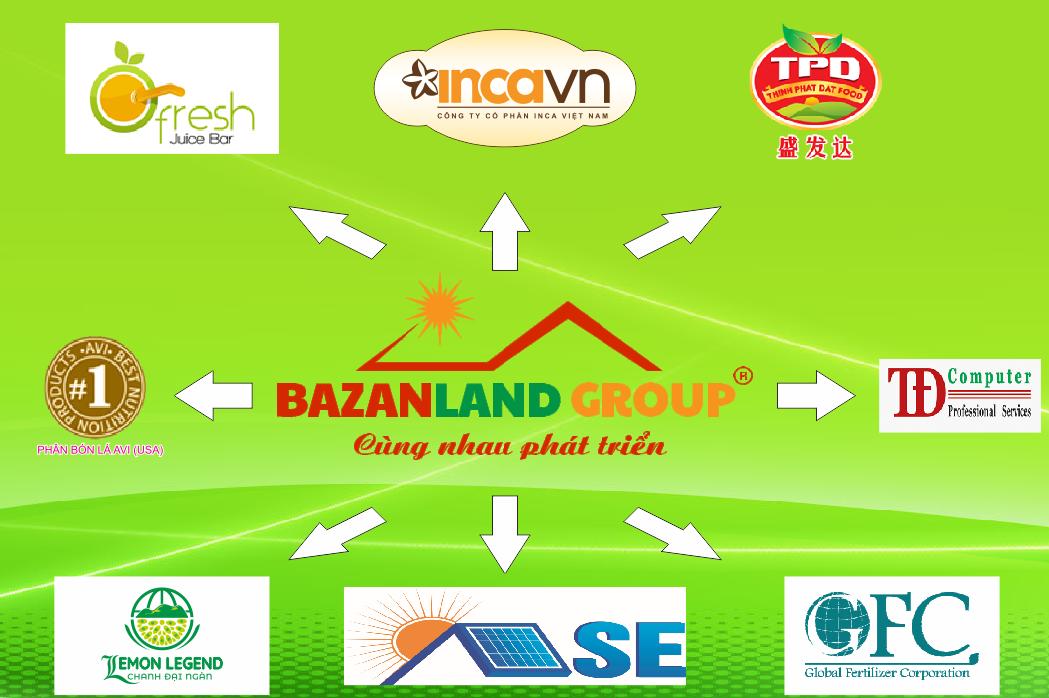 fresh
Juice Bar
incavn
CÔNG TY CỔ PHẦN INCA VIỆT NAM
TPD
THINH PHAT DAT FOOD
盛发达
PRODUCTS •AVI• BEST NUTRITION
#1
PHÂN BÓN LÁ AVI (USA)
BAZANLAND GROUP ®
Cùng nhau phát triển
TĐ Computer
Professional Services
LEMON LEGEND
CHANH ĐẠI NGÀN
SE
GFC
Global Fertilizer Corporation